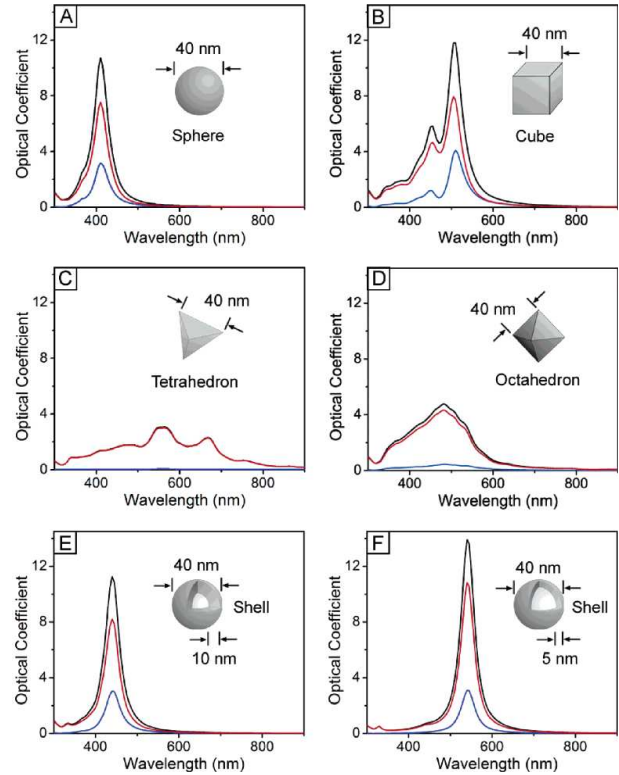 A
12
8
4
0
Optical Coefficient
40 nm
Sphere
400 600 800
Wavelength (nm)
B
12
8
4
0
Optical Coefficient
40 nm
Cube
400 600 800
Wavelength (nm)
C
12
8
4
0
Optical Coefficient
40 nm
Tetrahedron
400 600 800
Wavelength (nm)
D
12
8
4
0
Optical Coefficient
40 nm
Octahedron
400 600 800
Wavelength (nm)
E
12
8
4
0
Optical Coefficient
40 nm
Shell
10 nm
400 600 800
Wavelength (nm)
F
12
8
4
0
Optical Coefficient
40 nm
Shell
5 nm
400 600 800
Wavelength (nm)